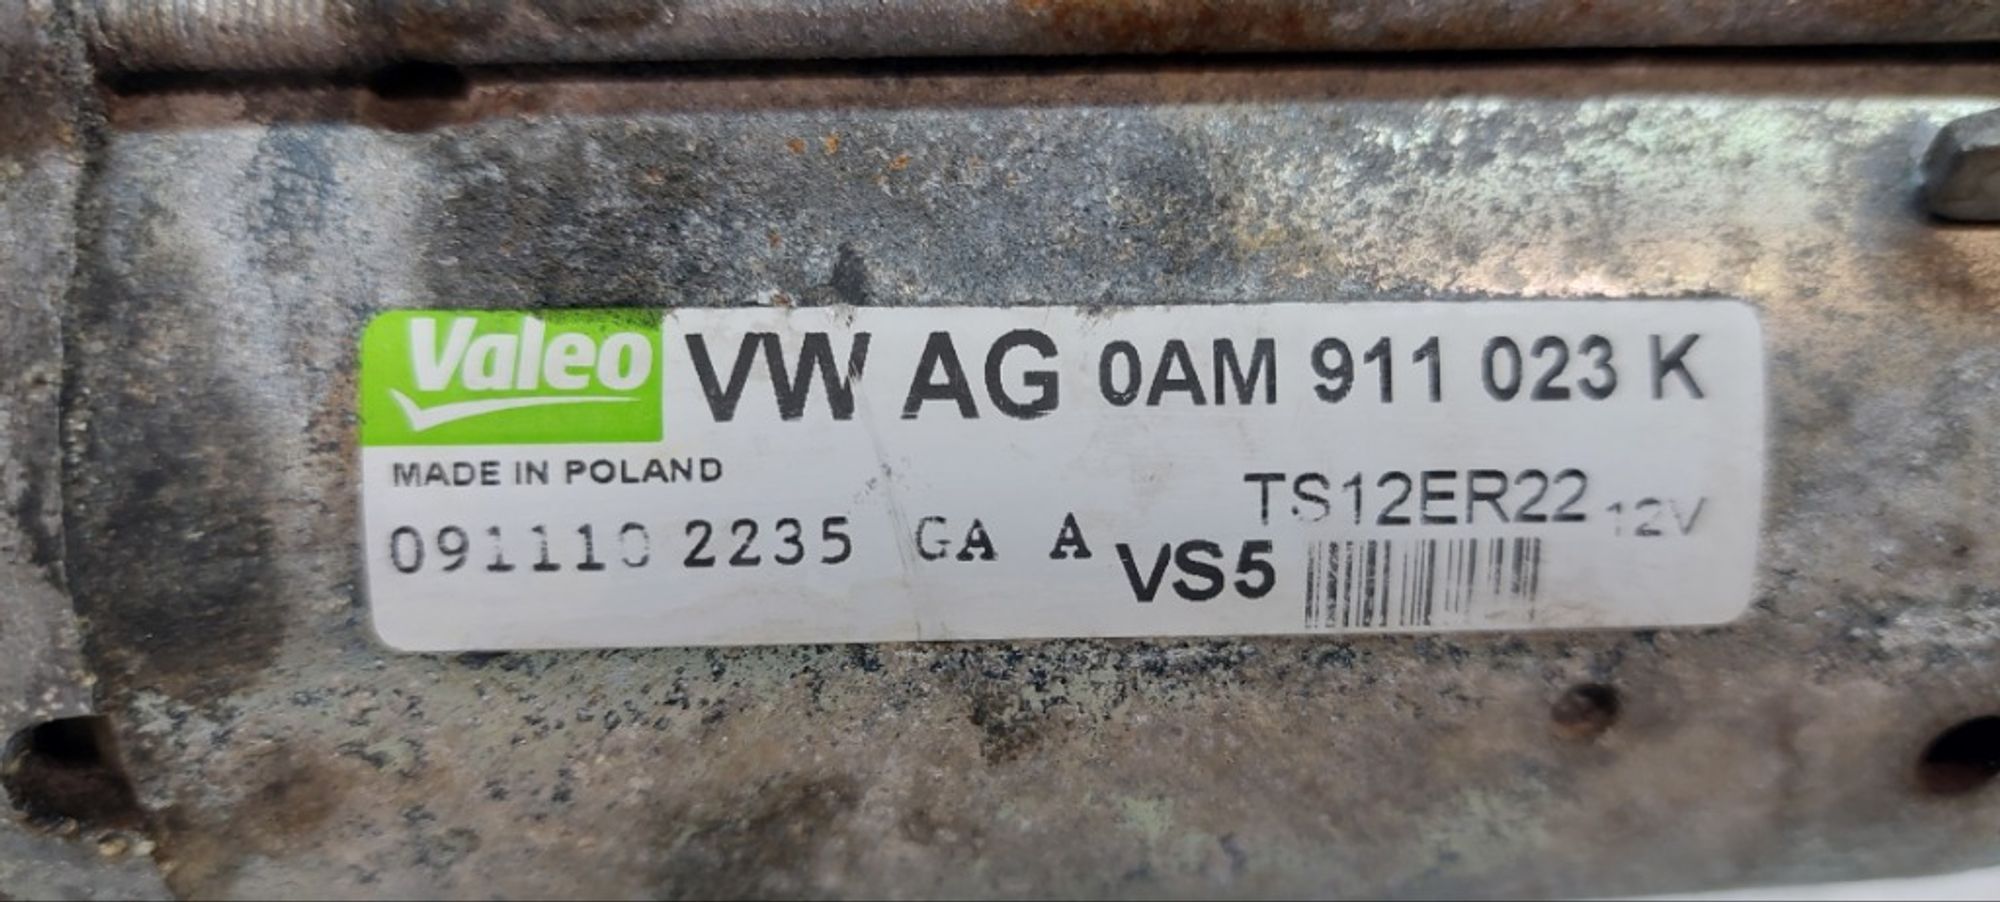 Valeo VW AG 0AM 911 023 K
MADE IN POLAND
TS12ER22 12V
091110 2235 GA A VS5